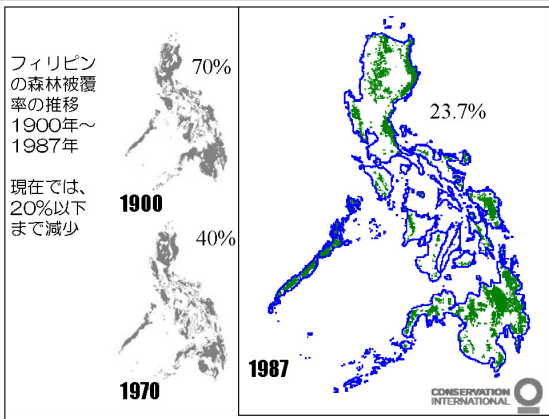 フィリピン
の森林被覆
率の推移
1900年～
1987年
現在では、
20%以下
まで減少
70%
1900
40%
1970
23.7%
1987
CONSERVATION
INTERNATIONAL